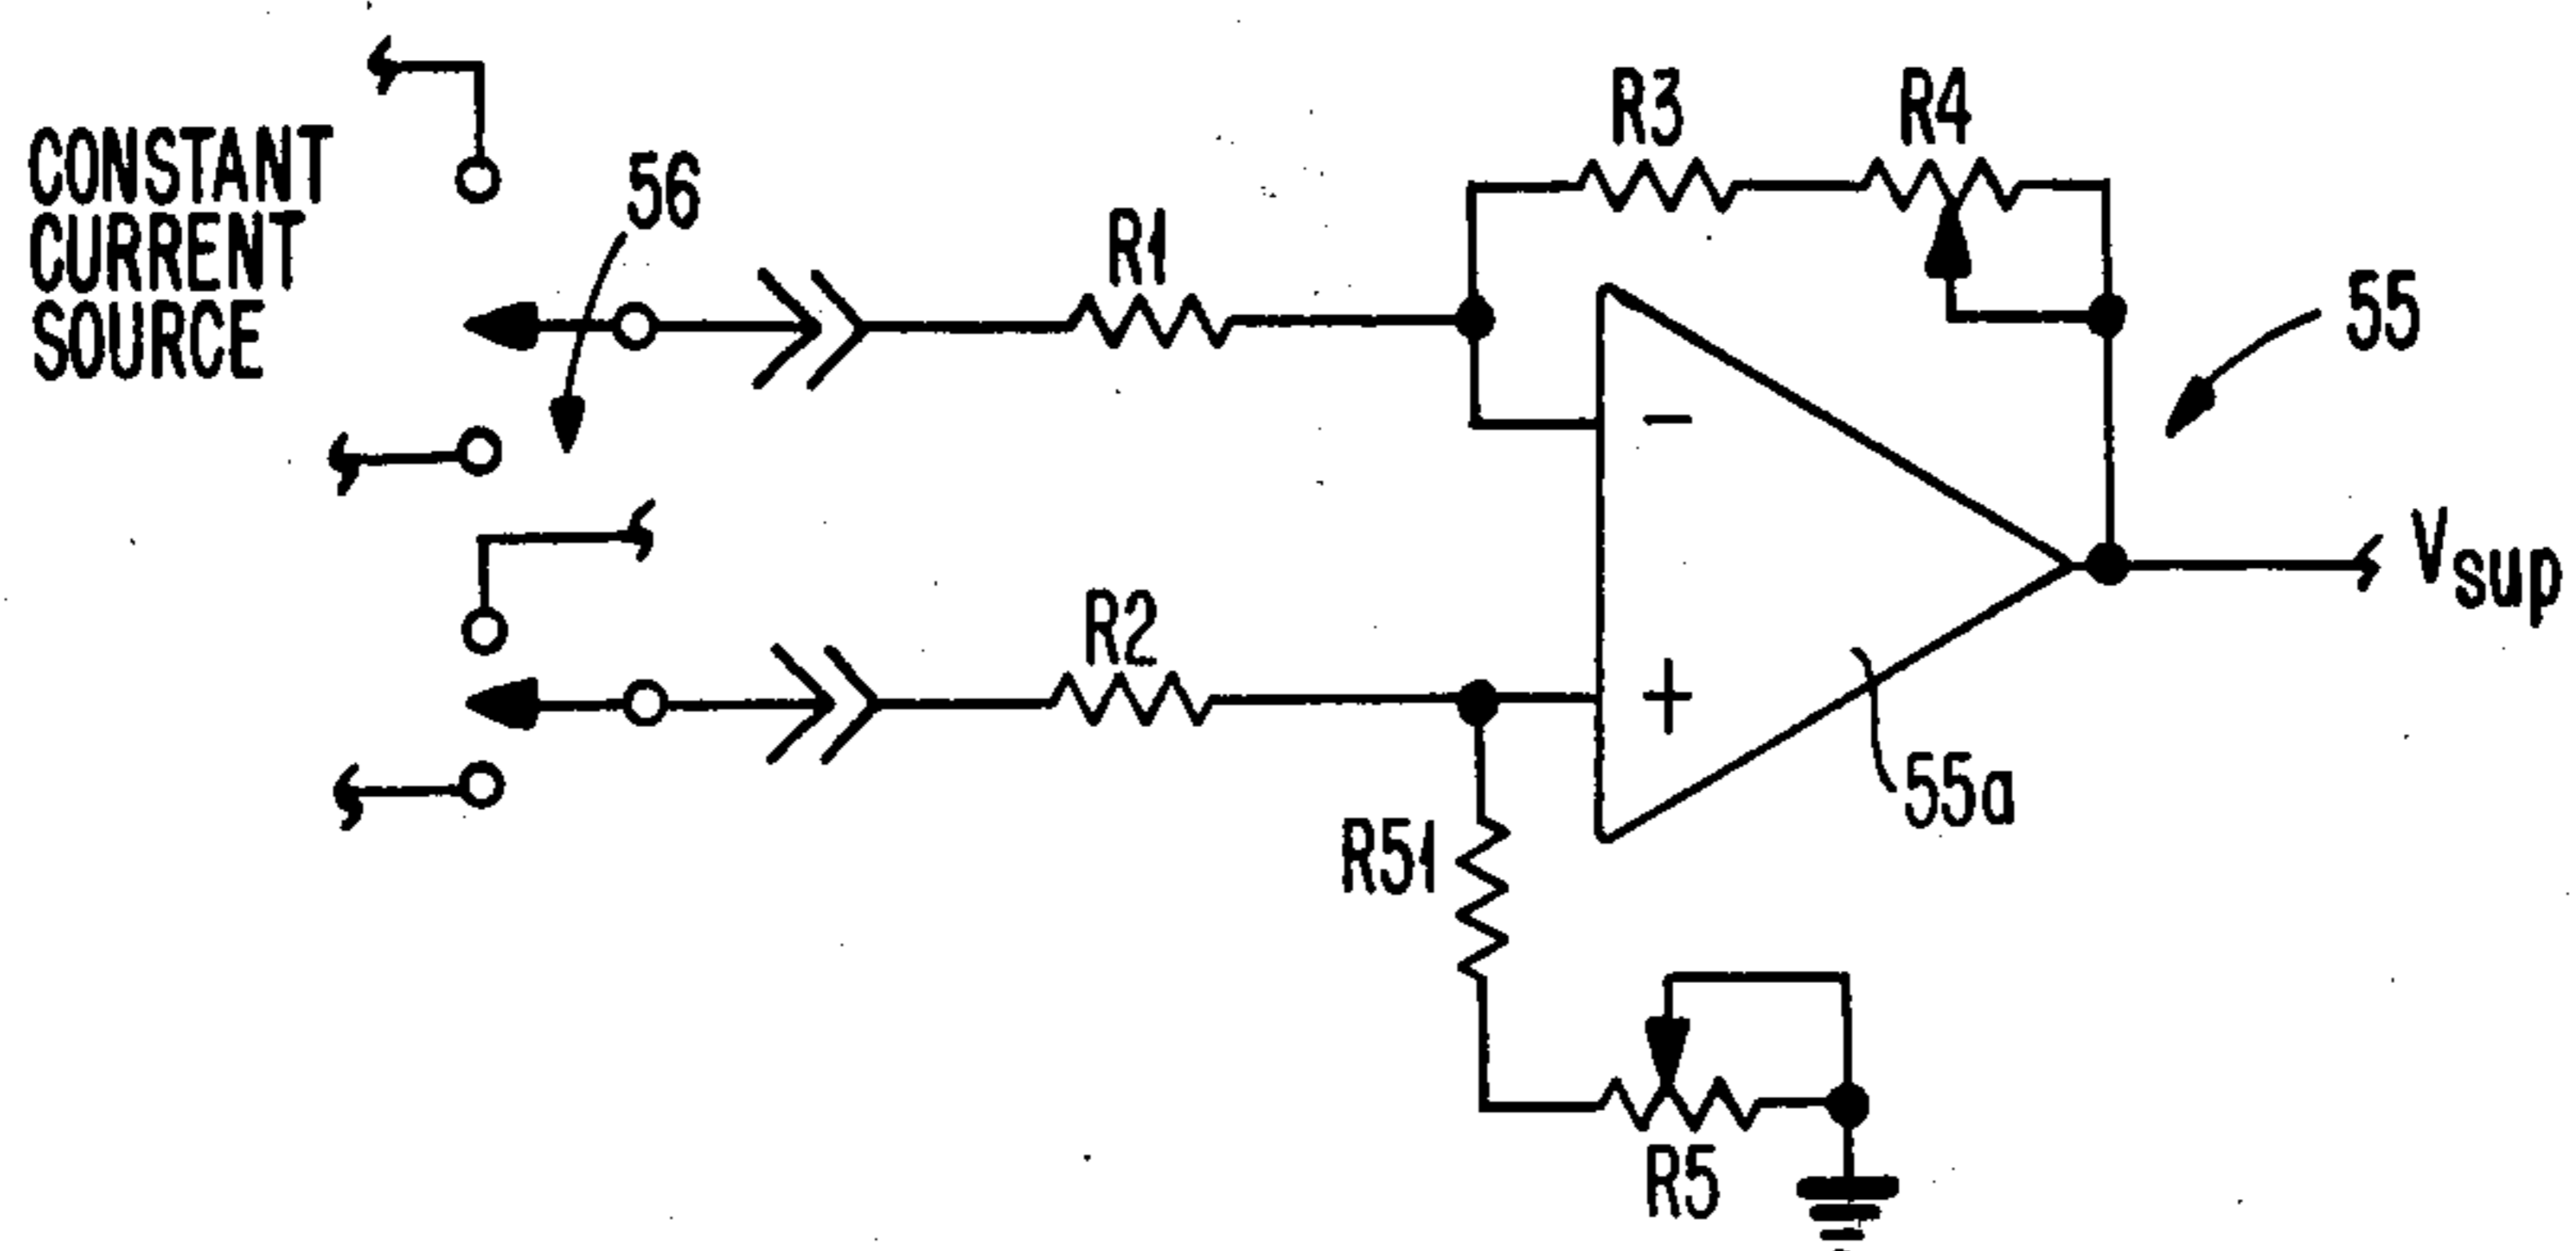 CONSTANT
CURRENT
SOURCE
56
R1
R3
R4
55
-
Vsup
R2
+
55a
R51
R5